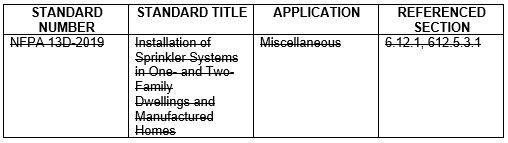 STANDARD NUMBER
STANDARD TITLE
APPLICATION
REFERENCED SECTION
NFPA 13D-2019
Installation of
Sprinkler Systems
in One- and Two-
Family
Dwellings and
Manufactured
Homes
Miscellaneous
6.12.1, 612.5.3.1